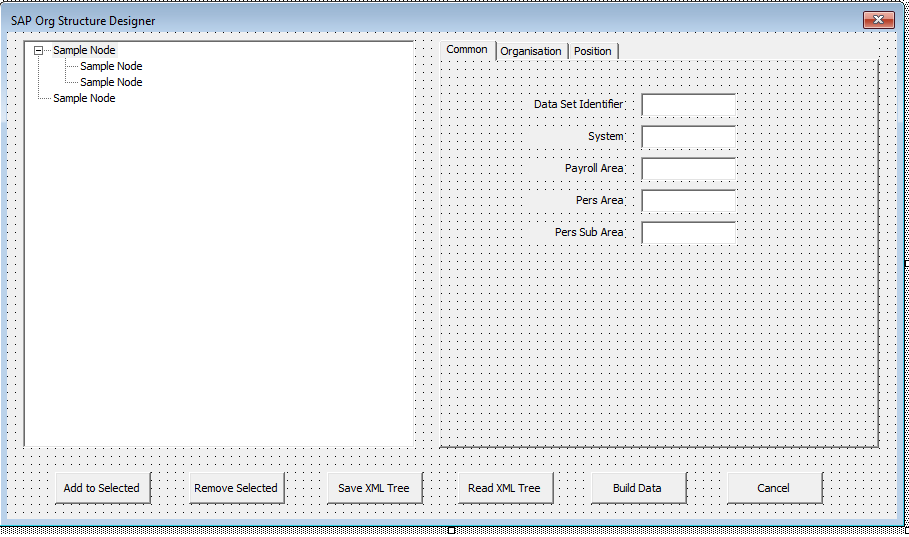 SAP Org Structure Designer
Sample Node
Sample Node
Sample Node
Sample Node
Common Organisation Position
Data Set Identifier
System
Payroll Area
Pers Area
Pers Sub Area
Add to Selected Remove Selected Save XML Tree Read XML Tree Build Data Cancel